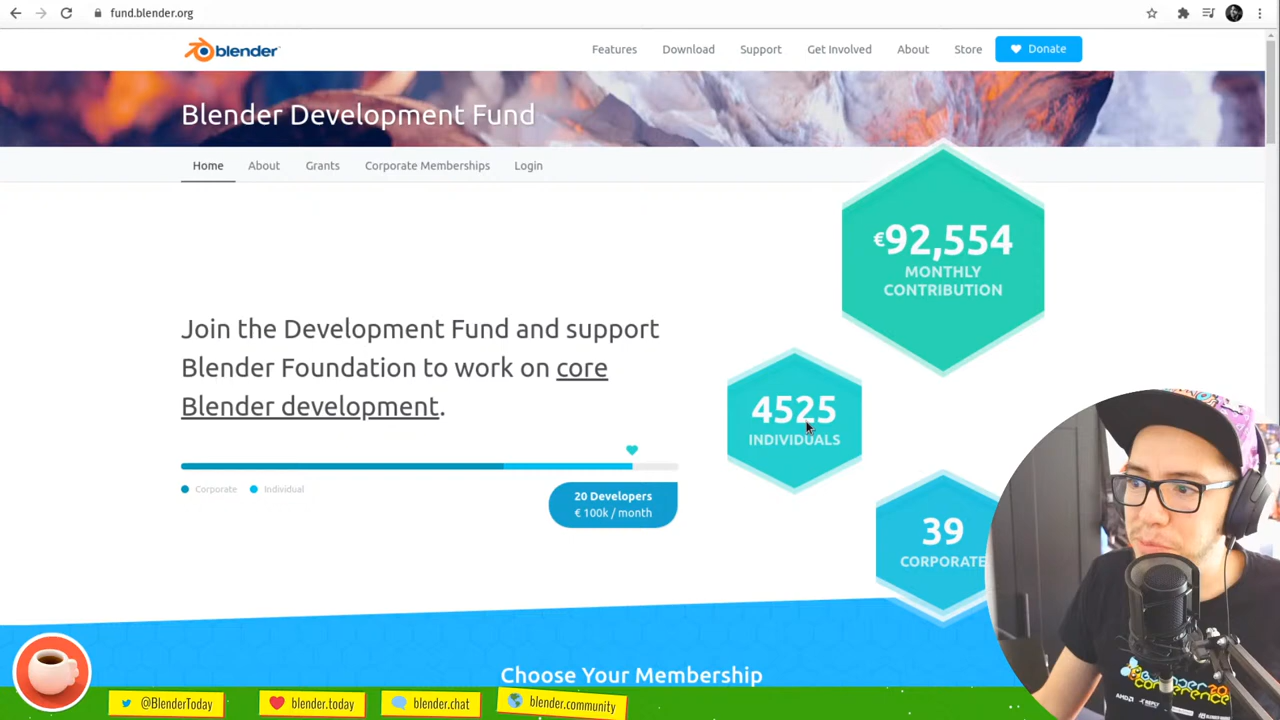 fund.blender.org
blender
Features
Download
Support
Get Involved
About
Store
Donate
Blender Development Fund
Home
About
Grants
Corporate Memberships
Login
€92,554
MONTHLY
CONTRIBUTION
Join the Development Fund and support
Blender Foundation to work on core
Blender development.
4525
INDIVIDUALS
Corporate
Individual
20 Developers
€ 100k / month
39
CORPORATE
Choose Your Membership
@BlenderToday
blender.today
blender.chat
blender.community